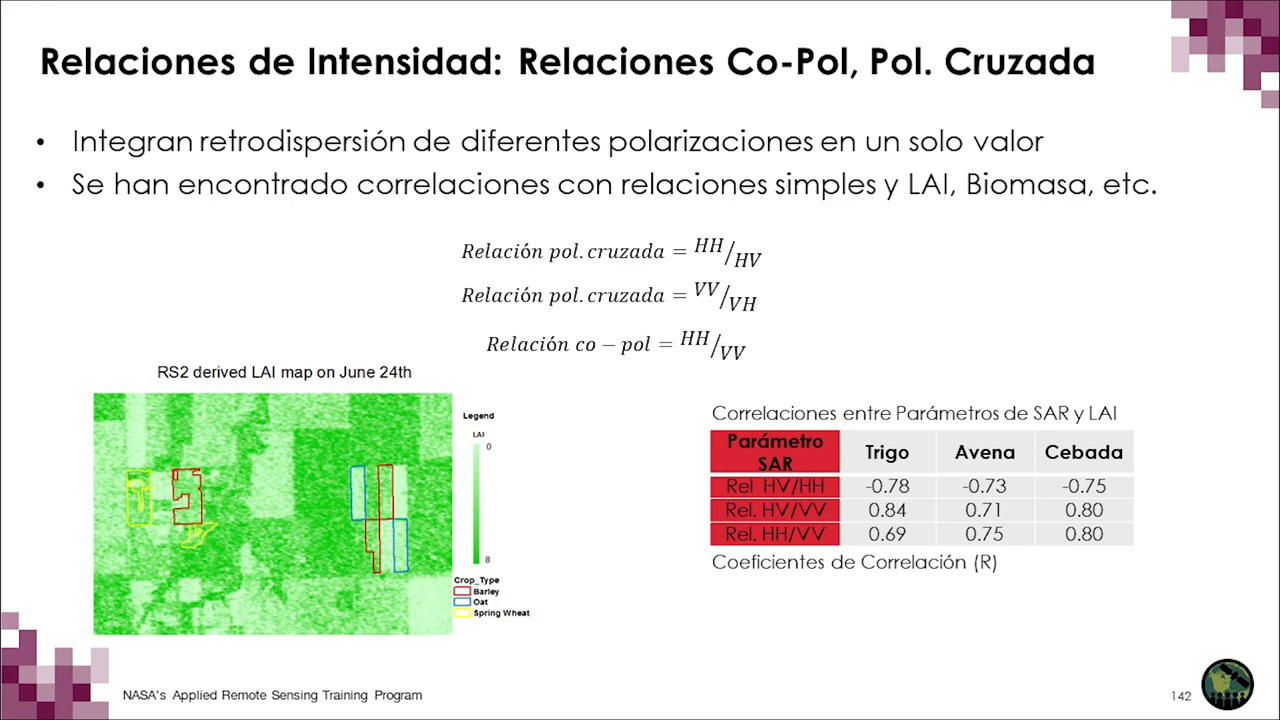 Relaciones de Intensidad: Relaciones Co-Pol, Pol. Cruzada
• Integran retrodispersión de diferentes polarizaciones en un solo valor
• Se han encontrado correlaciones con relaciones simples y LAI, Biomasa, etc.
Relación pol. cruzada = HH/HV
Relación pol. cruzada = VV/VH
Relación co − pol = HH/VV
RS2 derived LAI map on June 24th
Legend
LAI
0
8
Crop_Type
Barley
Oat
Spring Wheat
Correlaciones entre Parámetros de SAR y LAI
Parámetro SAR Trigo Avena Cebada
Rel HV/HH -0.78 -0.73 -0.75
Rel. HV/VV 0.84 0.71 0.80
Rel. HH/VV 0.69 0.75 0.80
Coeficientes de Correlación (R)
NASA's Applied Remote Sensing Training Program
142